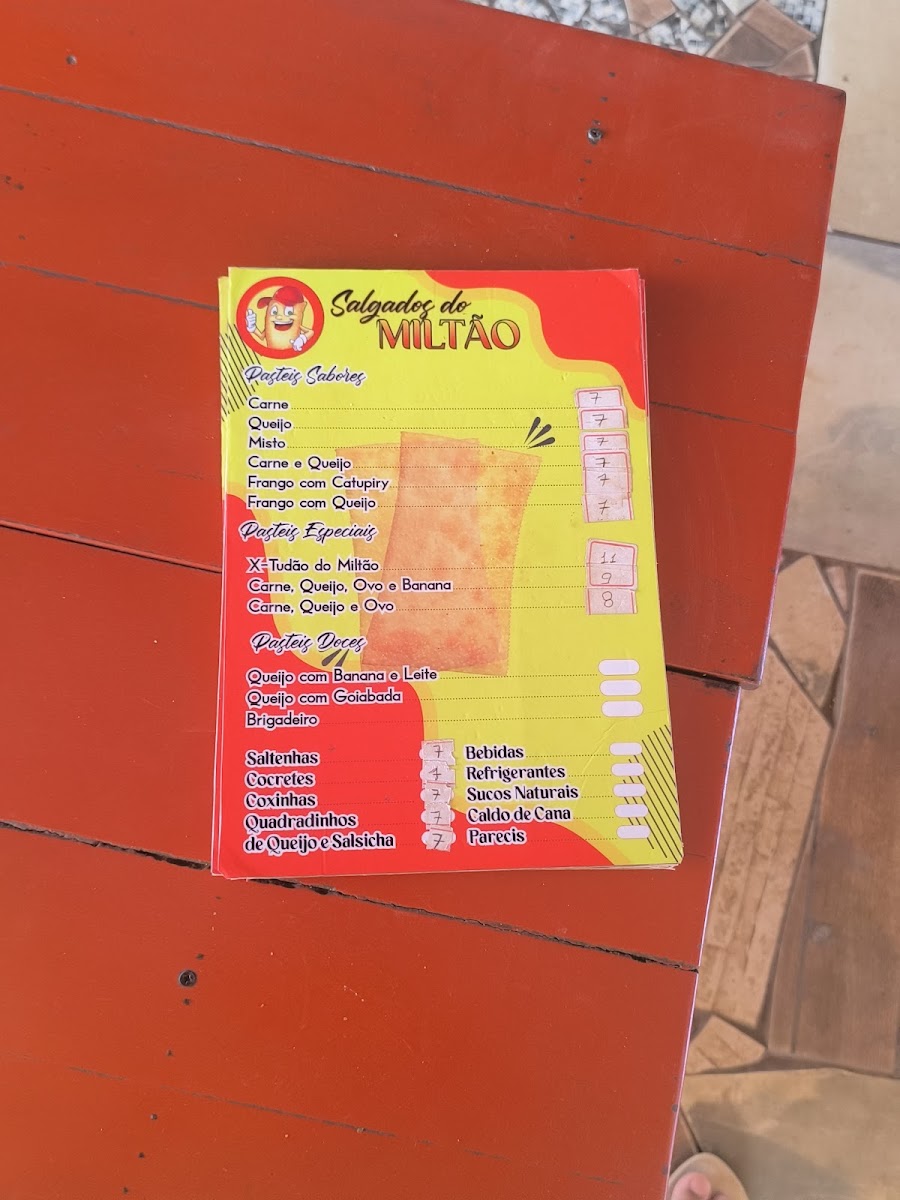 Salgados do
MILTÃO
Pasteis Sabores
Carne 7
Queijo 7
Misto 7
Carne e Queijo 7
Frango com Catupiry 7
Frango com Queijo 7
Pasteis Especiais
X-Tudão do Miltão 11
Carne, Queijo, Ovo e Banana 9
Carne, Queijo e Ovo 8
Pasteis Doces
Queijo com Banana e Leite
Queijo com Goiabada
Brigadeiro
Saltenhas 7
Cocretes 7
Coxinhas 7
Quadradinhos 7
de Queijo e Salsicha 7
Bebidas
Refrigerantes
Sucos Naturais
Caldo de Cana
Parecis